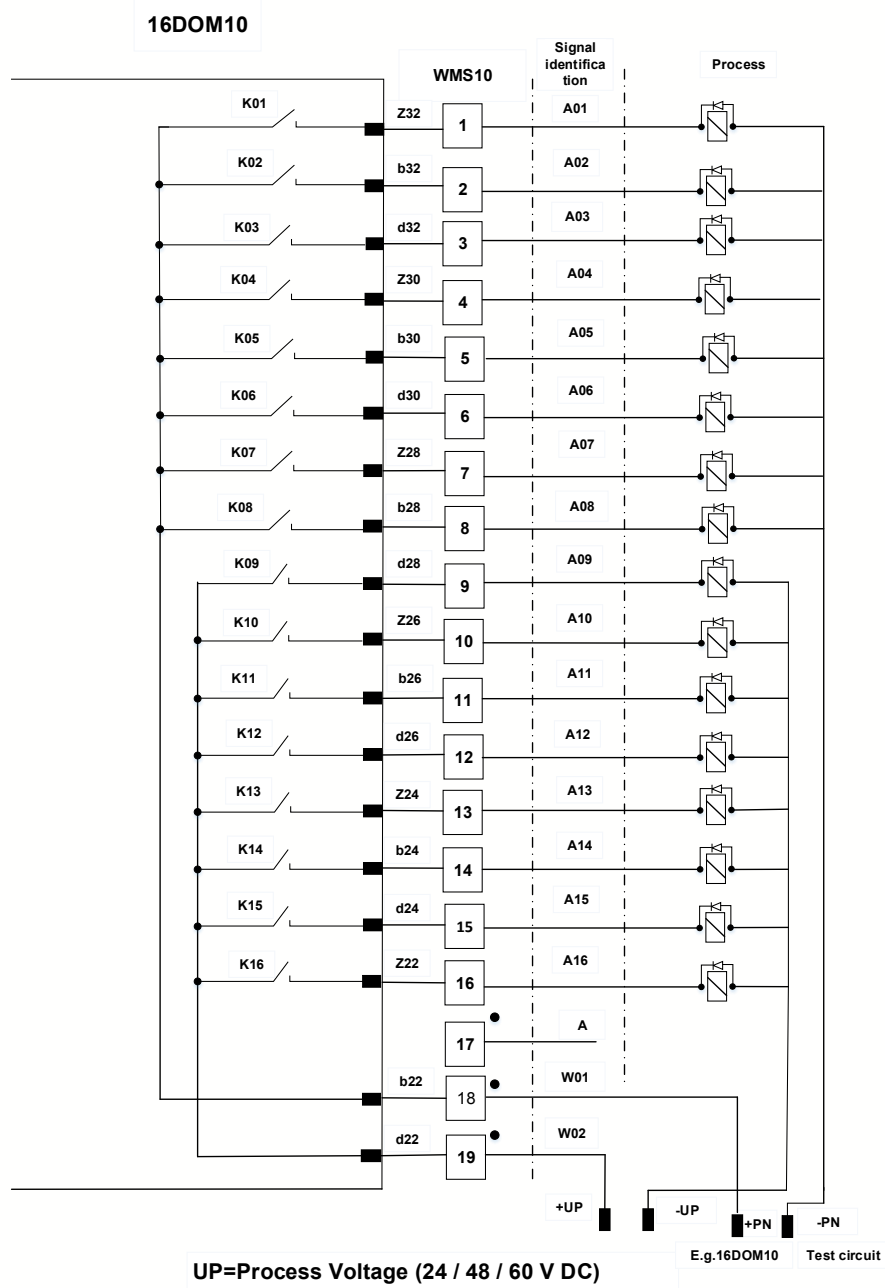 16DOM10
WMS10
Signal
identifica
tion
Process
K01 Z32 1 A01
K02 b32 2 A02
K03 d32 3 A03
K04 Z30 4 A04
K05 b30 5 A05
K06 d30 6 A06
K07 Z28 7 A07
K08 b28 8 A08
K09 d28 9 A09
K10 Z26 10 A10
K11 b26 11 A11
K12 d26 12 A12
K13 Z24 13 A13
K14 b24 14 A14
K15 d24 15 A15
K16 Z22 16 A16
17 A
b22 18 W01
d22 19 W02
+UP -UP +PN -PN
E.g.16DOM10 Test circuit
UP=Process Voltage (24 / 48 / 60 V DC)